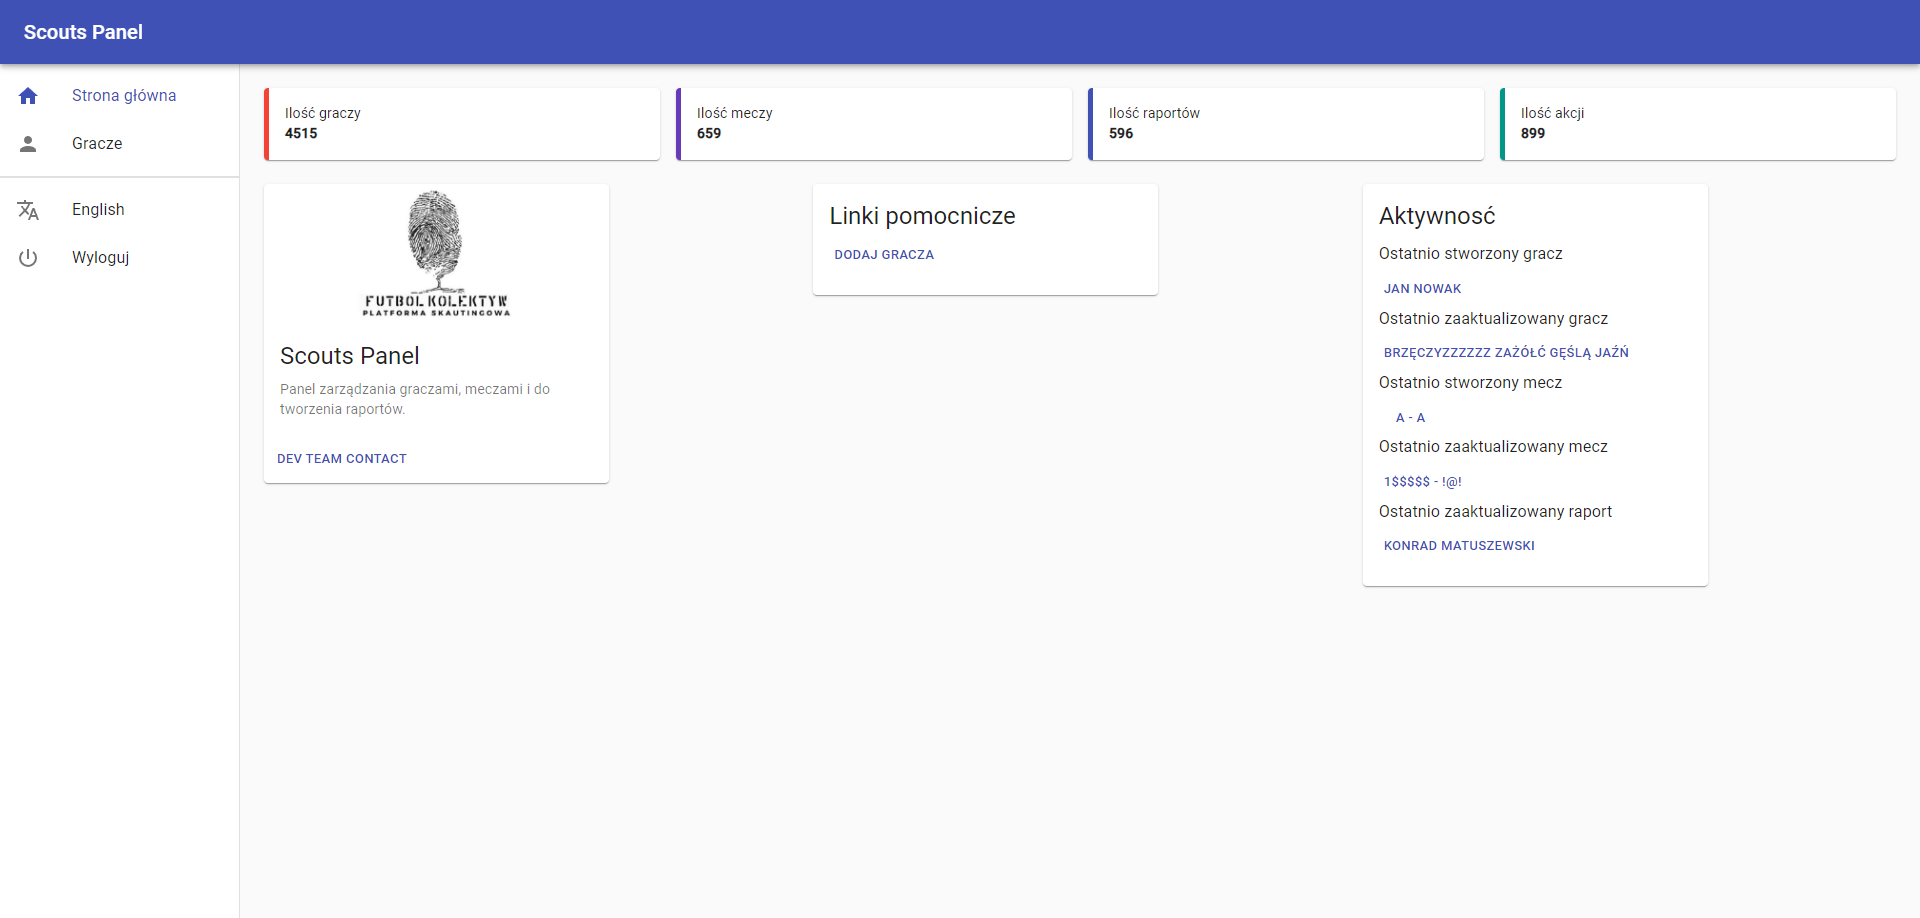 Scouts Panel
Strona główna
Gracze
English
Wyloguj
Ilość graczy
4515
Ilość meczy
659
Ilość raportów
596
Ilość akcji
899
FUTBOL KOLEKTYW
PLATFORMA SKAUTINGOWA
Scouts Panel
Panel zarządzania graczami, meczami i do
tworzenia raportów.
DEV TEAM CONTACT
Linki pomocnicze
DODAJ GRACZA
Aktywnosć
Ostatnio stworzony gracz
JAN NOWAK
Ostatnio zaaktualizowany gracz
BRZĘCZYZZZZZZ ZAŻÓŁĆ GĘŚLĄ JAŹŃ
Ostatnio stworzony mecz
A - A
Ostatnio zaaktualizowany mecz
1$$$$$ - !@!
Ostatnio zaaktualizowany raport
KONRAD MATUSZEWSKI